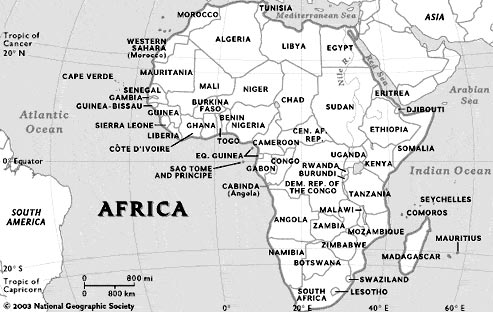 TUNISIA
MOROCCO
Mediterranean Sea
ASIA
Tropic of
Cancer
20° N
WESTERN
SAHARA
(Morocco)
ALGERIA
LIBYA
EGYPT
Nile R.
Red Sea
CAPE VERDE
MAURITANIA
MALI
NIGER
CHAD
SUDAN
ERITREA
Arabian
Sea
SENEGAL
GAMBIA
GUINEA-BISSAU
BURKINA
FASO
DJIBOUTI
Atlantic
Ocean
GUINEA
BENIN
NIGERIA
SIERRA LEONE
GHANA
LIBERIA
TOGO
CEN. AF.
REP.
ETHIOPIA
CÔTE D'IVOIRE
CAMEROON
SOMALIA
0° Equator
EQ. GUINEA
UGANDA
KENYA
SAO TOME
AND PRINCIPE
GABON
CONGO
RWANDA
BURUNDI
Indian Ocean
CABINDA
(Angola)
DEM. REP. OF
THE CONGO
TANZANIA
SEYCHELLES
SOUTH
AMERICA
AFRICA
MALAWI
COMOROS
ANGOLA
ZAMBIA
MOZAMBIQUE
MAURITIUS
ZIMBABWE
MADAGASCAR
NAMIBIA
BOTSWANA
20° S
Tropic of
Capricorn
0 800 mi
0 800 km
SWAZILAND
SOUTH
AFRICA
LESOTHO
© 2003 National Geographic Society
0°
20° E
40° E
60° E